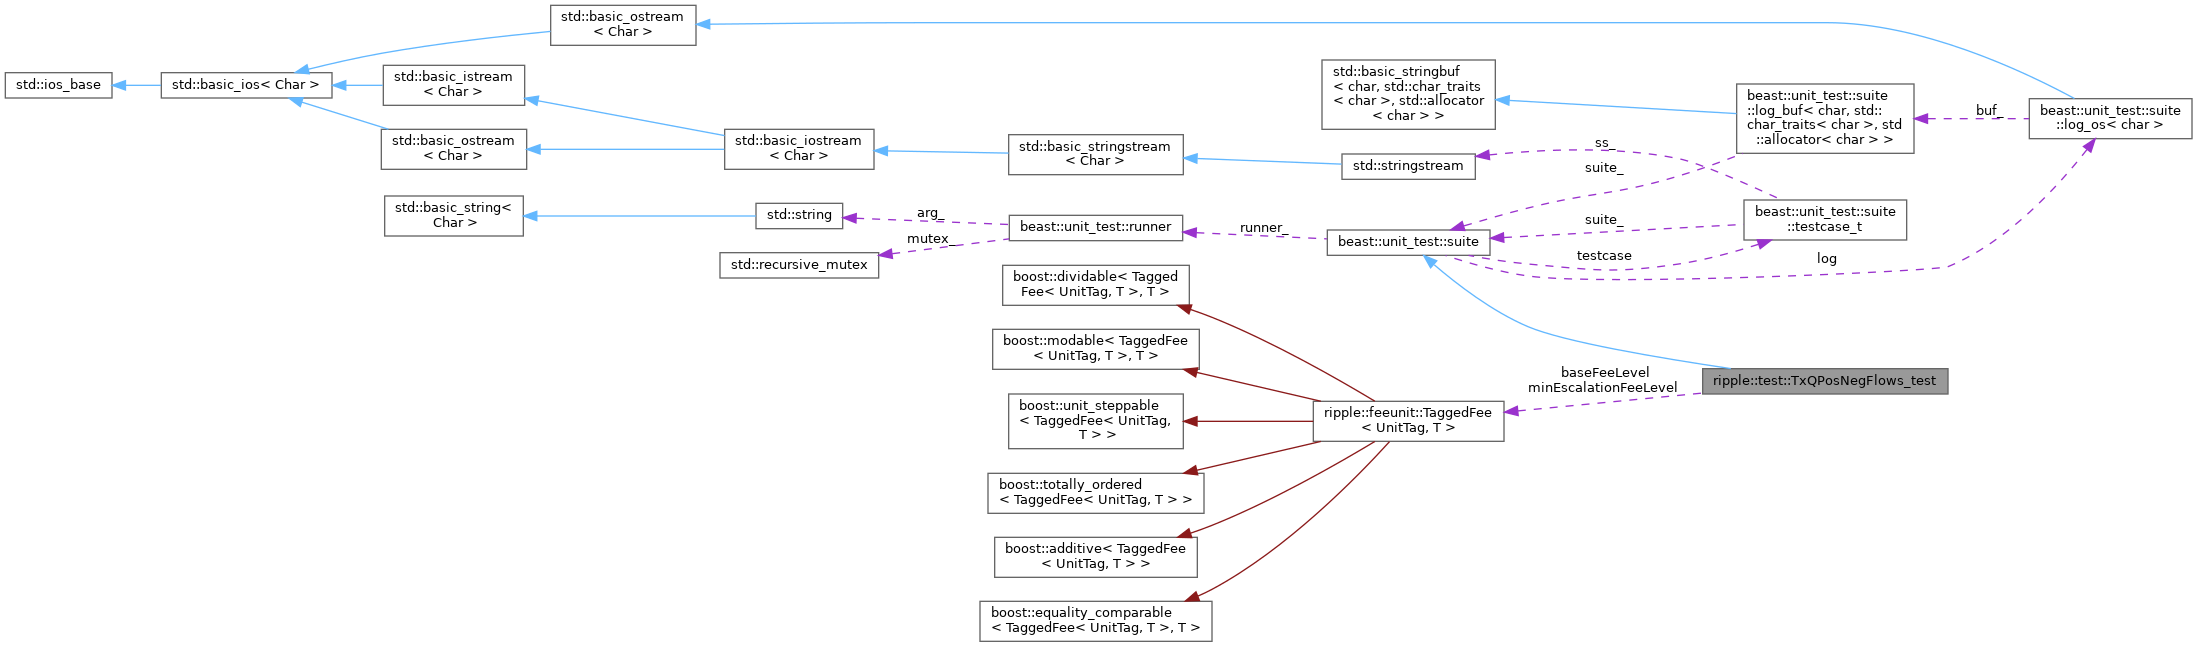 std::basic_ostream
< Char >
std::ios_base
std::basic_ios< Char >
std::basic_istream
< Char >
std::basic_ostream
< Char >
std::basic_iostream
< Char >
std::basic_stringstream
< Char >
std::basic_stringbuf
< char, std::char_traits
< char >, std::allocator
< char > >
std::stringstream
beast::unit_test::suite
::log_buf< char, std::
char_traits< char >, std
::allocator< char > >
buf_
beast::unit_test::suite
::log_os< char >
ss_
suite_
std::basic_string<
Char >
std::string
arg_
mutex_
std::recursive_mutex
beast::unit_test::runner
runner_
beast::unit_test::suite
suite_
testcase
beast::unit_test::suite
::testcase_t
log
boost::dividable< Tagged
Fee< UnitTag, T >, T >
boost::modable< TaggedFee
< UnitTag, T >, T >
boost::unit_steppable
< TaggedFee< UnitTag,
T > >
boost::totally_ordered
< TaggedFee< UnitTag, T > >
boost::additive< TaggedFee
< UnitTag, T > >
boost::equality_comparable
< TaggedFee< UnitTag, T >, T >
ripple::feeunit::TaggedFee
< UnitTag, T >
baseFeeLevel
minEscalationFeeLevel
ripple::test::TxQPosNegFlows_test